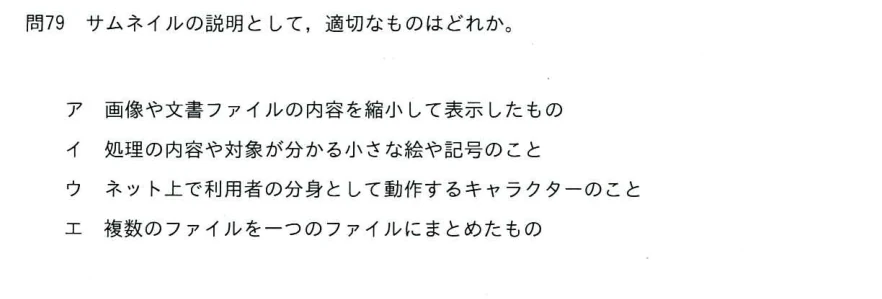 問79 サムネイルの説明として，適切なものはどれか。
ア 画像や文書ファイルの内容を縮小して表示したもの
イ 処理の内容や対象が分かる小さな絵や記号のこと
ウ ネット上で利用者の分身として動作するキャラクターのこと
エ 複数のファイルを一つのファイルにまとめたもの